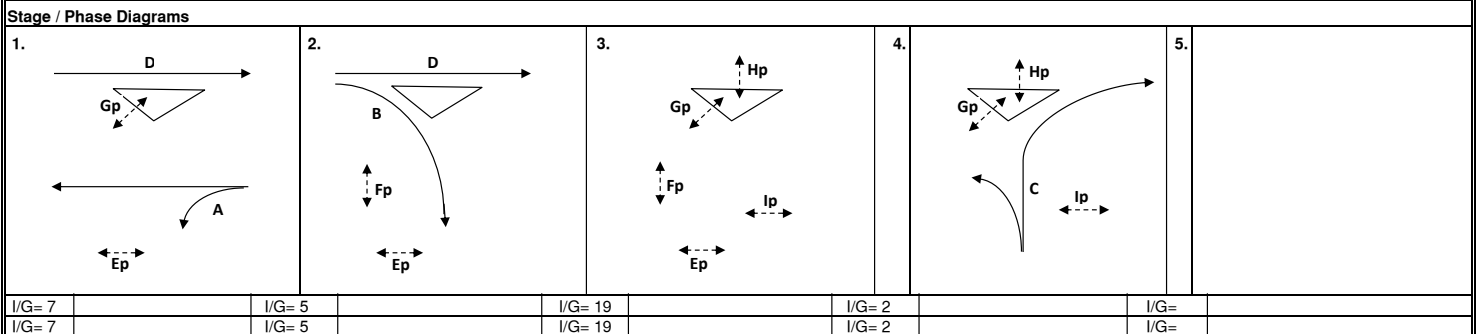 Stage / Phase Diagrams
1. 2. 3. 4. 5.
D D Hp Hp
Gp B Gp Gp
Fp Fp C
A Ip Ip
Ep Ep Ep
I/G= 7 I/G= 5 I/G= 19 I/G= 2 I/G=
I/G= 7 I/G= 5 I/G= 19 I/G= 2 I/G=